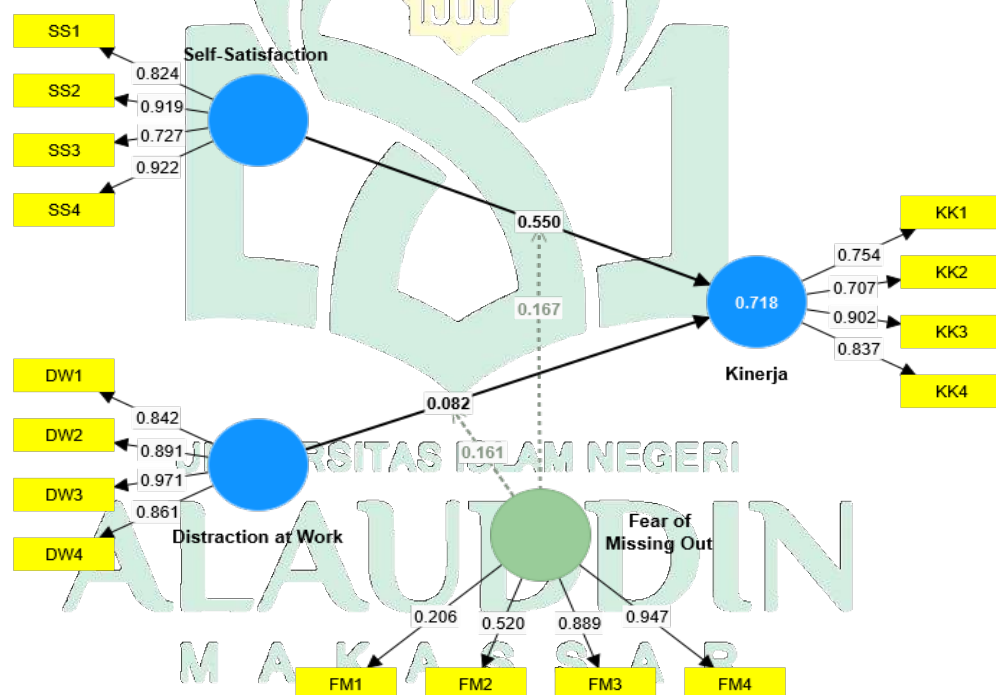 1965
SS1
Self-Satisfaction
0.824
SS2
0.919
0.727
SS3
0.922
SS4
0.550
KK1
0.754
KK2
0.707
0.718
0.902
KK3
0.167
0.837
Kinerja
KK4
DW1
0.082
0.842
DW2
0.891
0.161
UNIVERSITAS ISLAM NEGERI
0.971
DW3
0.861
Distraction at Work
DW4
Fear of
Missing Out
ALAUDDIN
0.206
0.520
0.889
0.947
MAKASSAR
FM1
FM2
FM3
FM4